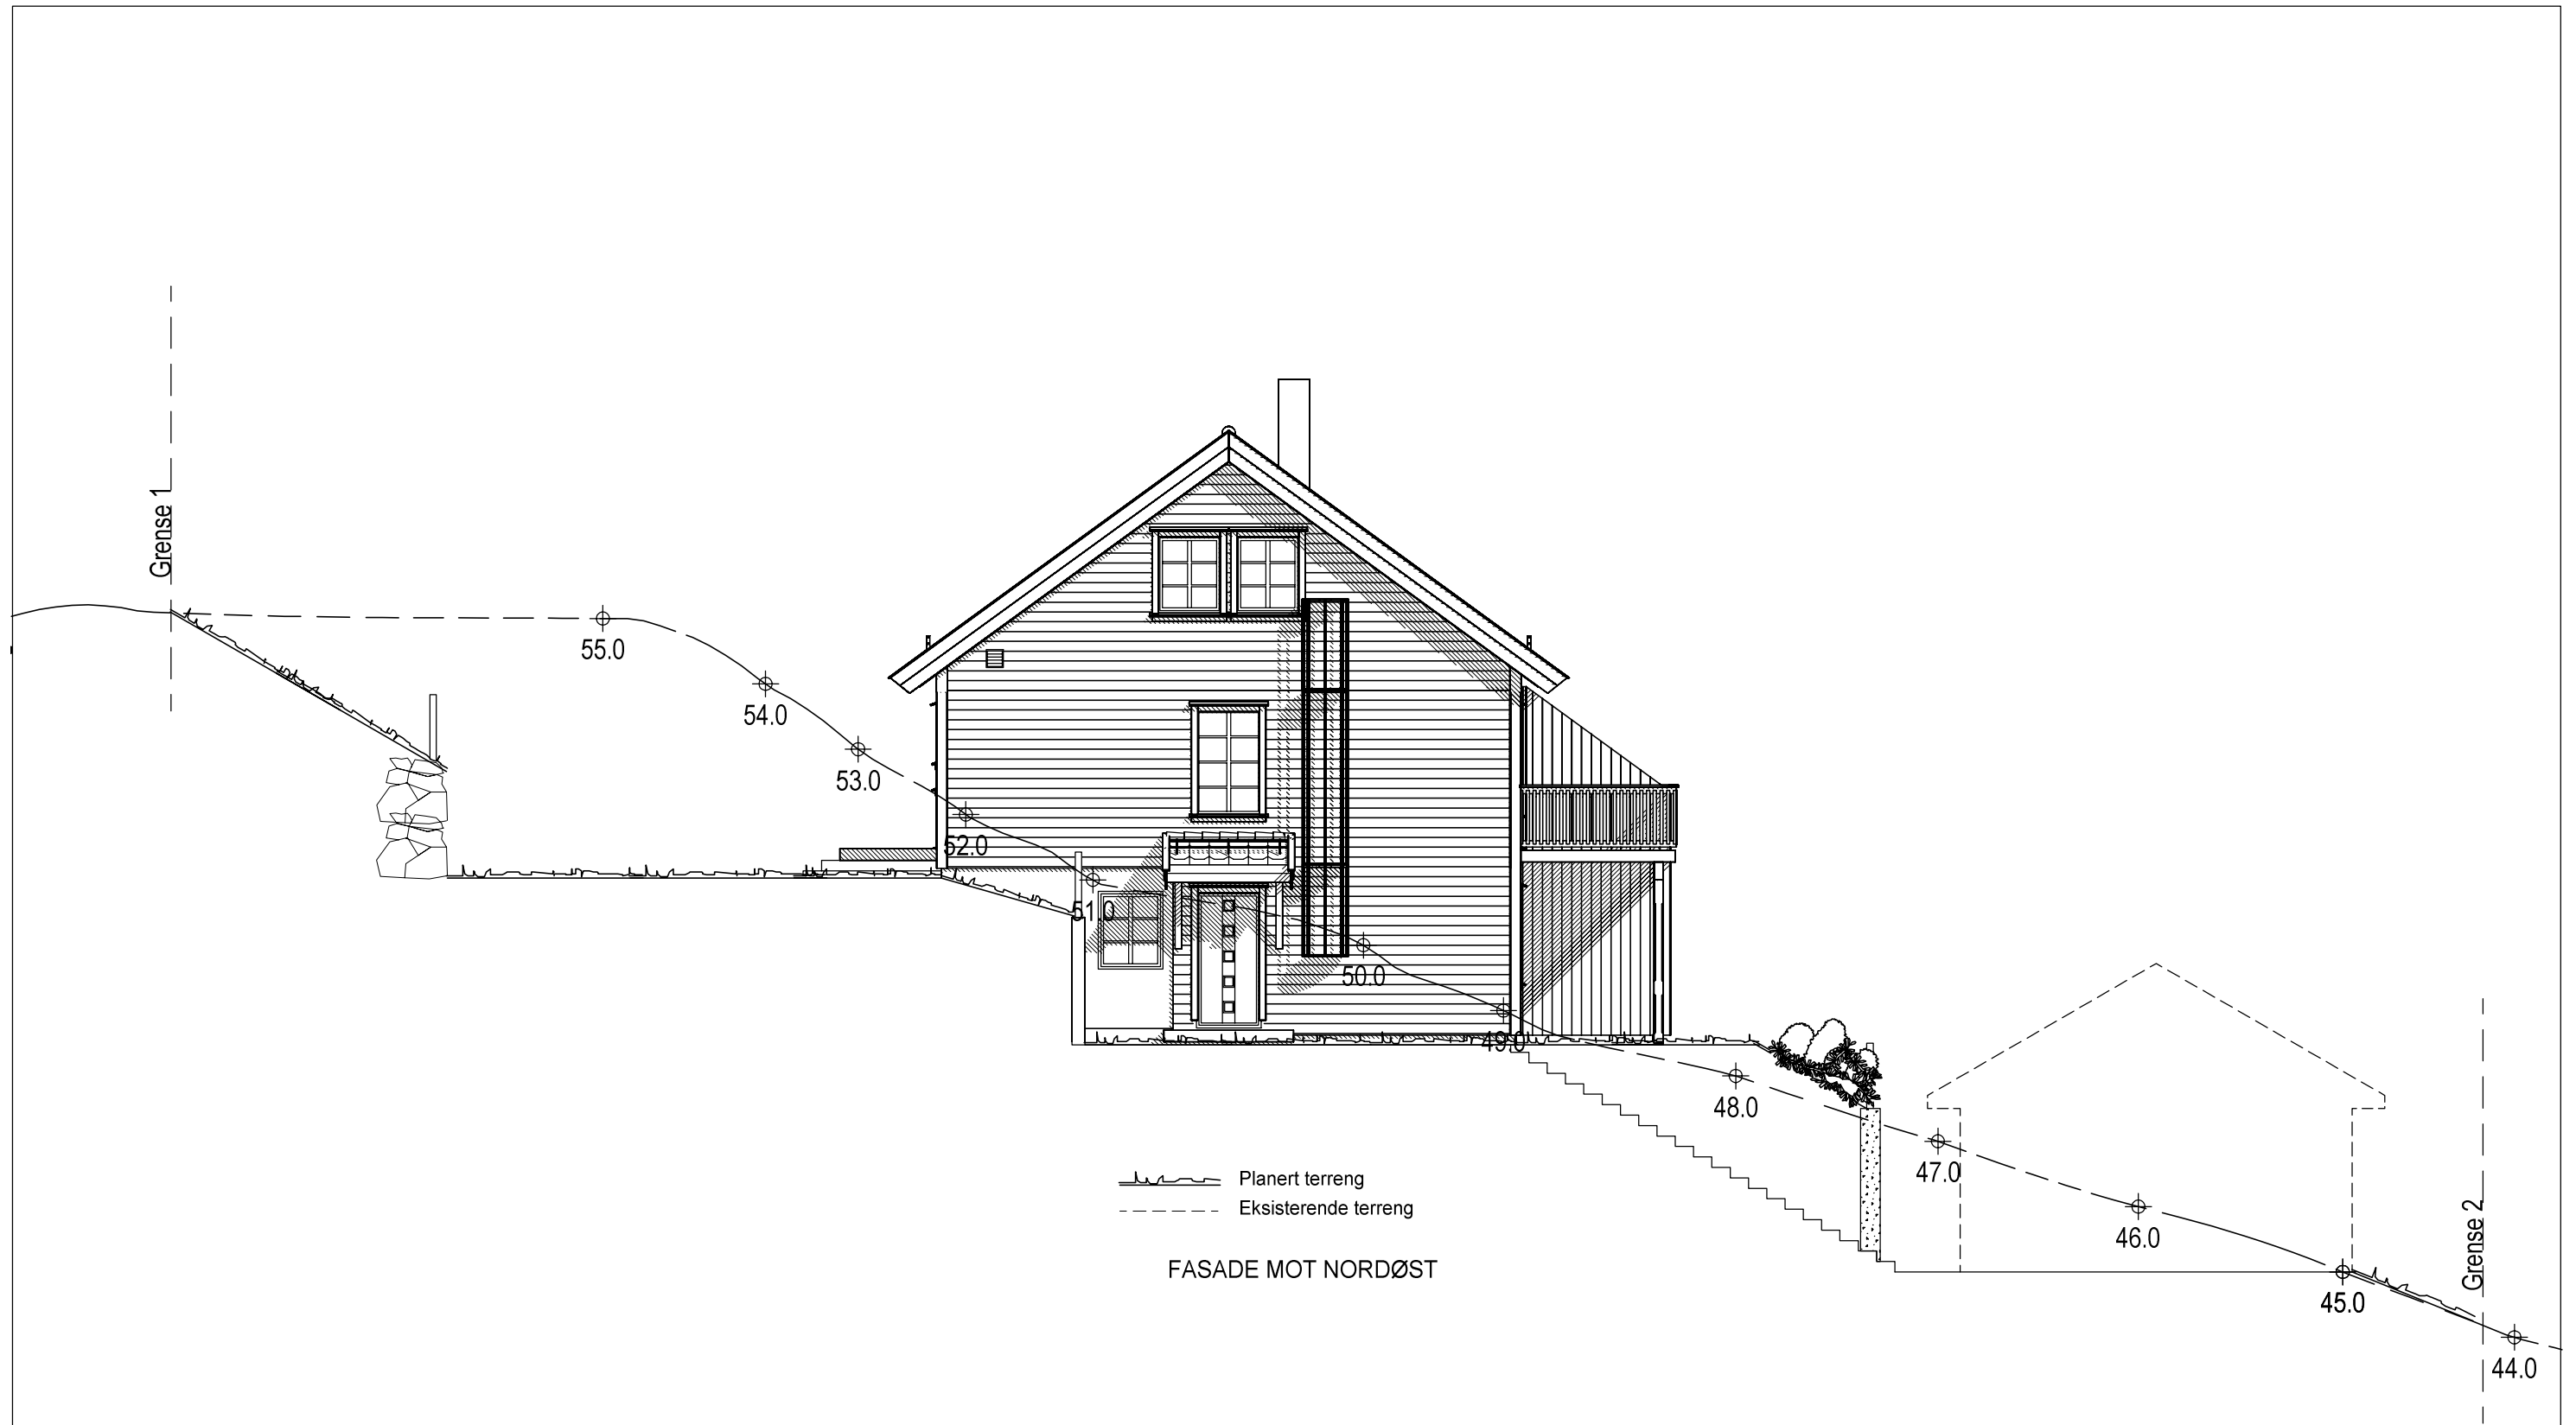 Grense 1
55.0
54.0
53.0
52.0
51.0
50.0
49.0
48.0
47.0
46.0
45.0
44.0
Grense 2
Planert terreng
Eksisterende terreng
FASADE MOT NORDØST